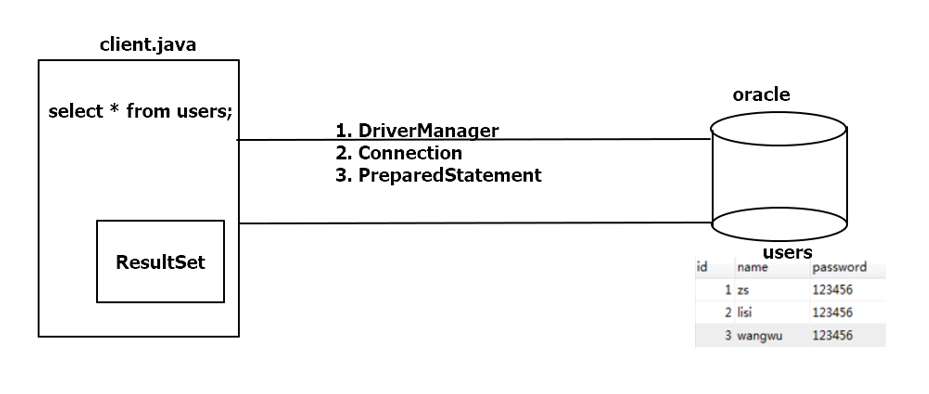 client.java
select * from users;
ResultSet
1. DriverManager
2. Connection
3. PreparedStatement
oracle
users
id name password
1 zs 123456
2 lisi 123456
3 wangwu 123456